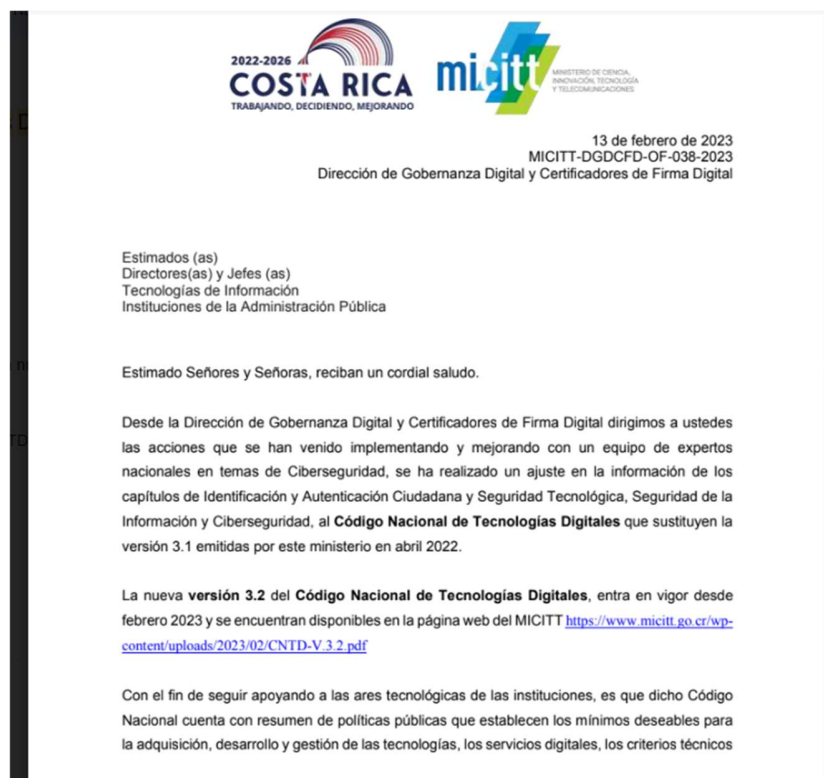 2022-2026
COSTA RICA
TRABAJANDO, DECIDIENDO, MEJORANDO
micitt
MINISTERIO DE CIENCIA,
INNOVACIÓN, TECNOLOGÍA
Y TELECOMUNICACIONES
13 de febrero de 2023
MICITT-DGDCFD-OF-038-2023
Dirección de Gobernanza Digital y Certificadores de Firma Digital
Estimados (as)
Directores(as) y Jefes (as)
Tecnologías de Información
Instituciones de la Administración Pública
Estimado Señores y Señoras, reciban un cordial saludo.
Desde la Dirección de Gobernanza Digital y Certificadores de Firma Digital dirigimos a ustedes
las acciones que se han venido implementando y mejorando con un equipo de expertos
nacionales en temas de Ciberseguridad, se ha realizado un ajuste en la información de los
capítulos de Identificación y Autenticación Ciudadana y Seguridad Tecnológica, Seguridad de la
Información y Ciberseguridad, al Código Nacional de Tecnologías Digitales que sustituyen la
versión 3.1 emitidas por este ministerio en abril 2022.
La nueva versión 3.2 del Código Nacional de Tecnologías Digitales, entra en vigor desde
febrero 2023 y se encuentran disponibles en la página web del MICITT https://www.micitt.go.cr/wp-
content/uploads/2023/02/CNTD-V.3.2.pdf
Con el fin de seguir apoyando a las ares tecnológicas de las instituciones, es que dicho Código
Nacional cuenta con resumen de políticas públicas que establecen los mínimos deseables para
la adquisición, desarrollo y gestión de las tecnologías, los servicios digitales, los criterios técnicos